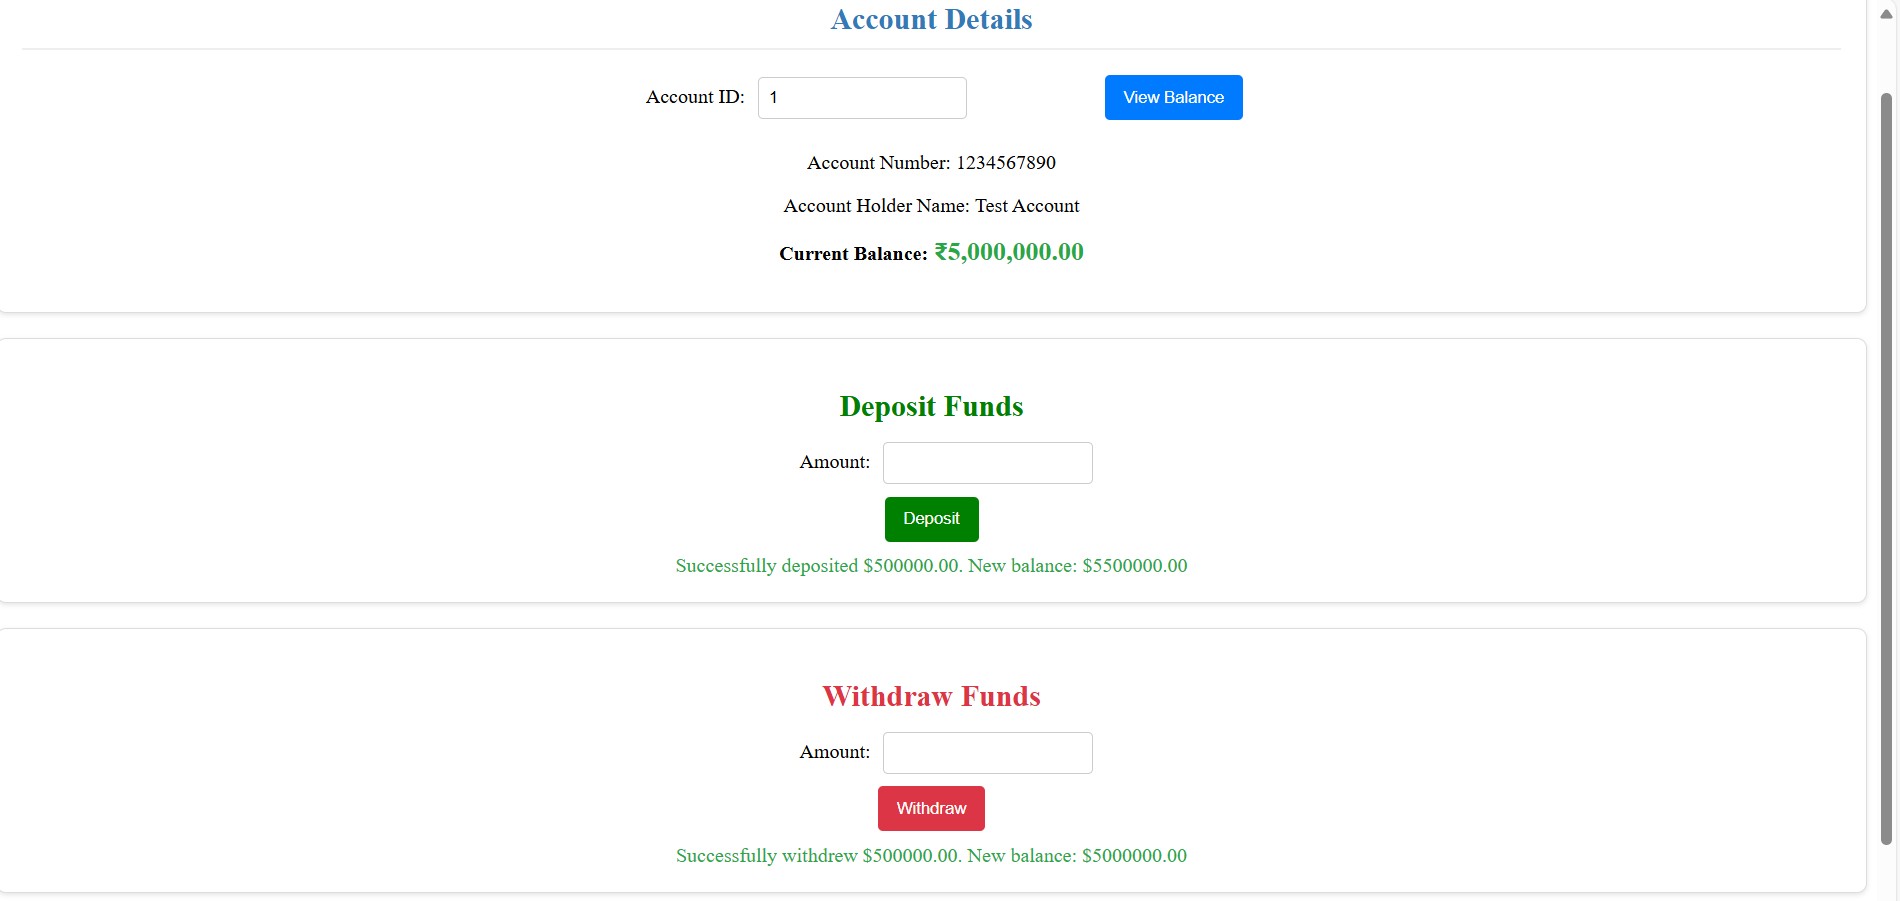 Account Details
Account ID: 1 View Balance
Account Number: 1234567890
Account Holder Name: Test Account
Current Balance: ₹5,000,000.00
Deposit Funds
Amount:
Deposit
Successfully deposited $500000.00. New balance: $5500000.00
Withdraw Funds
Amount:
Withdraw
Successfully withdrew $500000.00. New balance: $5000000.00